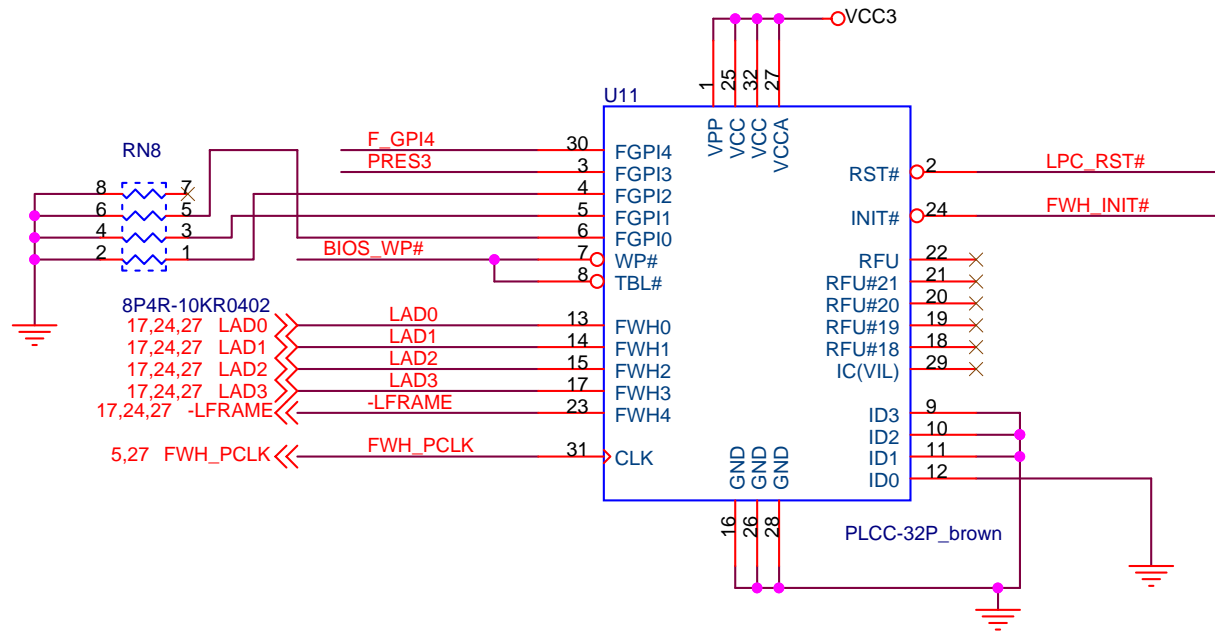 VCC3
1
25
32
27
U11
VPP
VCC
VCC
VCCA
RN8
8 7
6 5
4 3
2 1
8P4R-10KR0402
F_GPI4 30 FGPI4
PRES3 3 FGPI3
4 FGPI2
5 FGPI1
6 FGPI0
BIOS_WP# 7 WP#
8 TBL#
17,24,27 LAD0 LAD0 13 FWH0
17,24,27 LAD1 LAD1 14 FWH1
17,24,27 LAD2 LAD2 15 FWH2
17,24,27 LAD3 LAD3 17 FWH3
17,24,27 -LFRAME -LFRAME 23 FWH4
5,27 FWH_PCLK FWH_PCLK 31 CLK
RST# 2 LPC_RST#
INIT# 24 FWH_INIT#
RFU 22
RFU#21 21
RFU#20 20
RFU#19 19
RFU#18 18
IC(VIL) 29
ID3 9
ID2 10
ID1 11
ID0 12
GND
GND
GND
16
26
28
PLCC-32P_brown